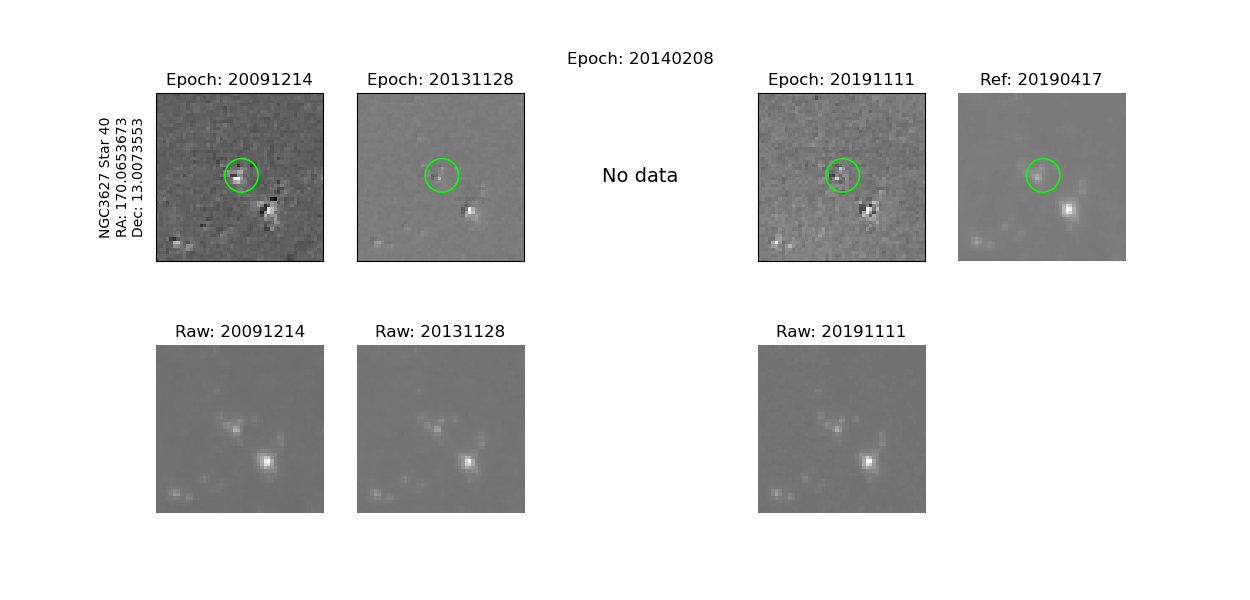 Epoch: 20140208
Epoch: 20091214
Epoch: 20131128
Epoch: 20191111
Ref: 20190417
NGC3627 Star 40
RA: 170.0653673
Dec: 13.0073553
No data
Raw: 20091214
Raw: 20131128
Raw: 20191111